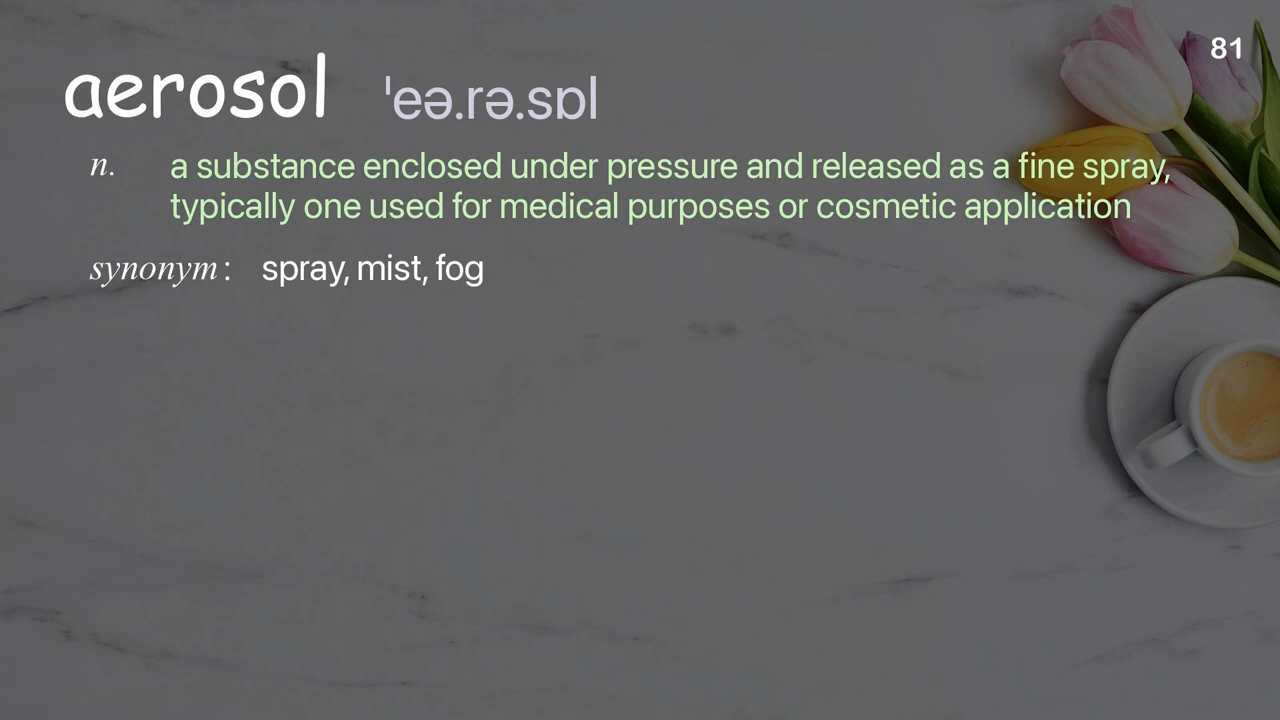 81
aerosol ˈeə.rə.sɒl
n. a substance enclosed under pressure and released as a fine spray,
typically one used for medical purposes or cosmetic application
synonym: spray, mist, fog